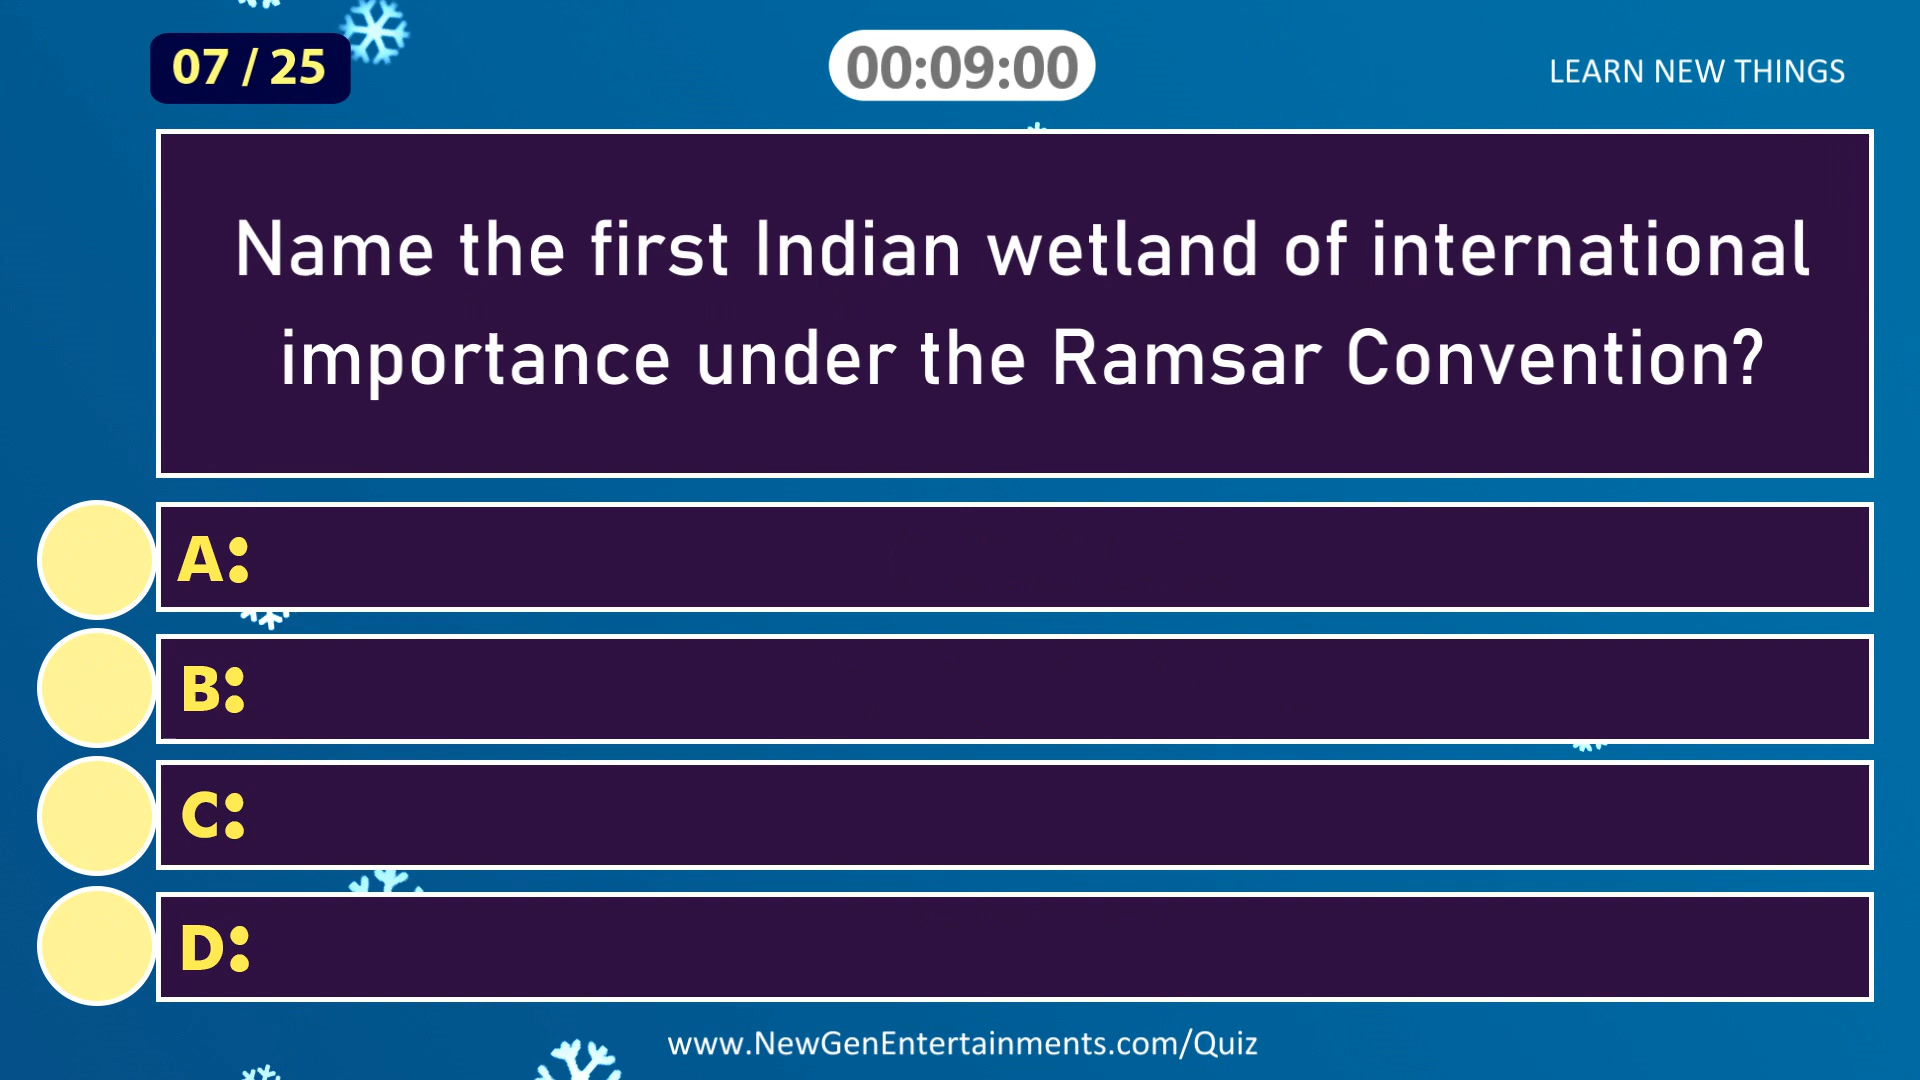 07 / 25
00:09:00
LEARN NEW THINGS
Name the first Indian wetland of international
importance under the Ramsar Convention?
A:
B:
C:
D:
www.NewGenEntertainments.com/Quiz